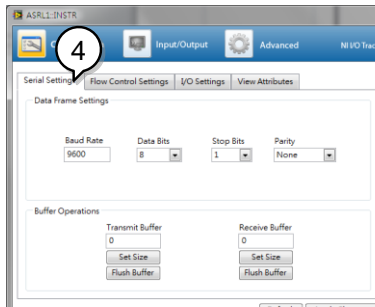 ASRL1::INSTR
4
Input/Output
Advanced
NI I/O Trac
Serial Settings
Flow Control Settings
I/O Settings
View Attributes
Data Frame Settings
Baud Rate
Data Bits
Stop Bits
Parity
9600
8
1
None
Buffer Operations
Transmit Buffer
Receive Buffer
0
0
Set Size
Set Size
Flush Buffer
Flush Buffer